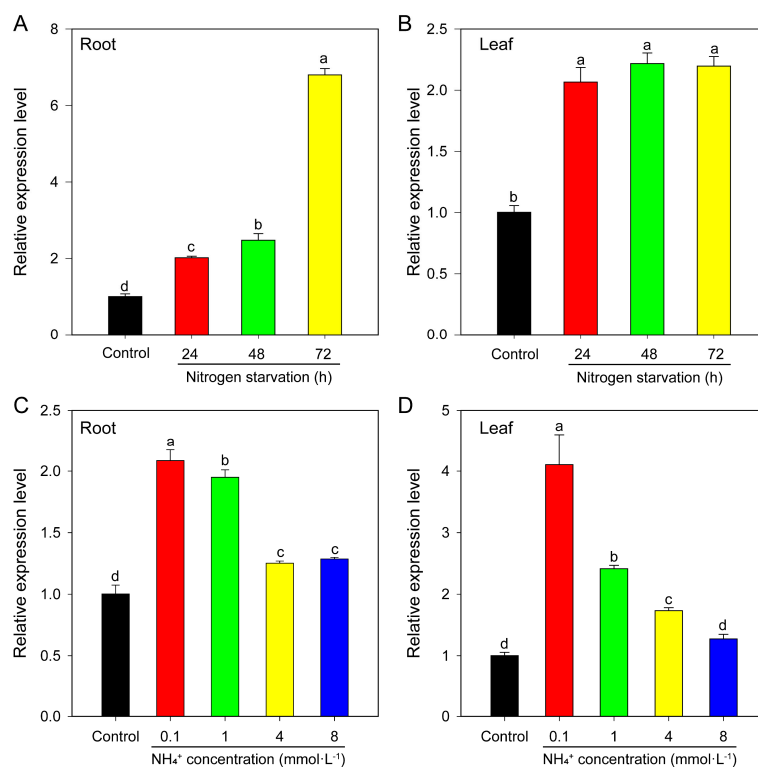 A
Root
Relative expression level
8
6
4
2
0
a
b
c
d
Control 24 48 72
Nitrogen starvation (h)
B
Leaf
Relative expression level
2.5
2.0
1.5
1.0
0.5
0.0
a a a
b
Control 24 48 72
Nitrogen starvation (h)
C
Root
Relative expression level
2.5
2.0
1.5
1.0
0.5
0.0
a
b
c c
d
Control 0.1 1 4 8
NH₄⁺ concentration (mmol·L⁻¹)
D
Leaf
Relative expression level
5
4
3
2
1
0
a
b
c
d d
Control 0.1 1 4 8
NH₄⁺ concentration (mmol·L⁻¹)